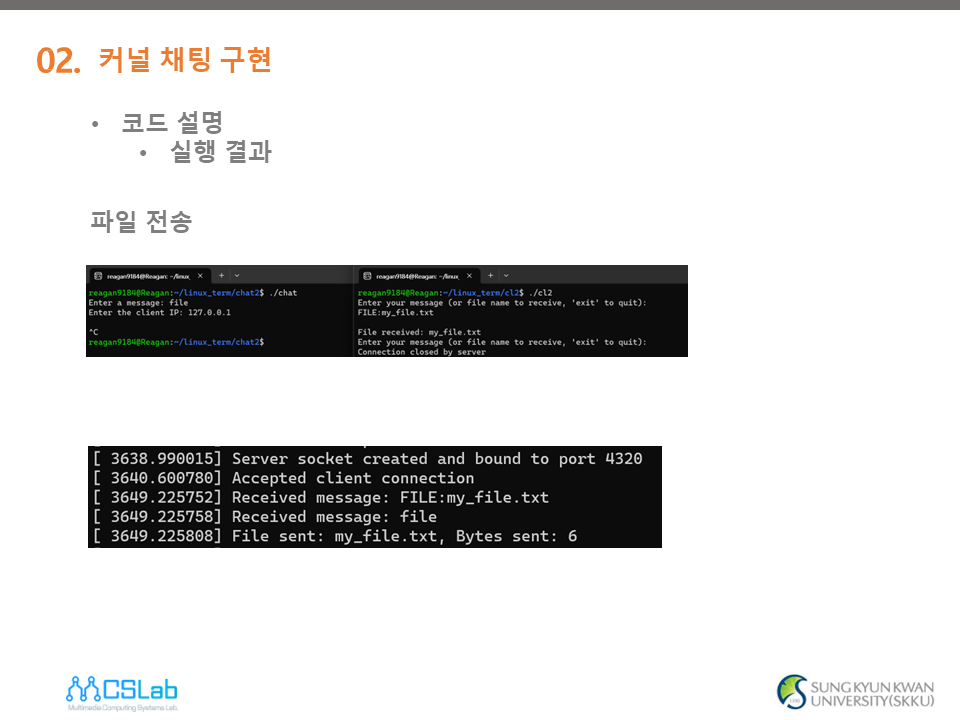 02. 커널 채팅 구현
• 코드 설명
• 실행 결과
파일 전송
reagan9184@Reagan: ~/linux_ × + ⌄
reagan9184@Reagan:~/linux_term/chat2$ ./chat
Enter a message: file
Enter the client IP: 127.0.0.1
^C
reagan9184@Reagan:~/linux_term/chat2$
reagan9184@Reagan: ~/linux_ × + ⌄
reagan9184@Reagan:~/linux_term/cl2$ ./cl2
Enter your message (or file name to receive, 'exit' to quit):
FILE:my_file.txt
File received: my_file.txt
Enter your message (or file name to receive, 'exit' to quit):
Connection closed by server
[ 3638.990015] Server socket created and bound to port 4320
[ 3640.600780] Accepted client connection
[ 3649.225752] Received message: FILE:my_file.txt
[ 3649.225758] Received message: file
[ 3649.225808] File sent: my_file.txt, Bytes sent: 6
MCSLab
Multimedia Computing Systems Lab.
SUNG KYUN KWAN
UNIVERSITY(SKKU)